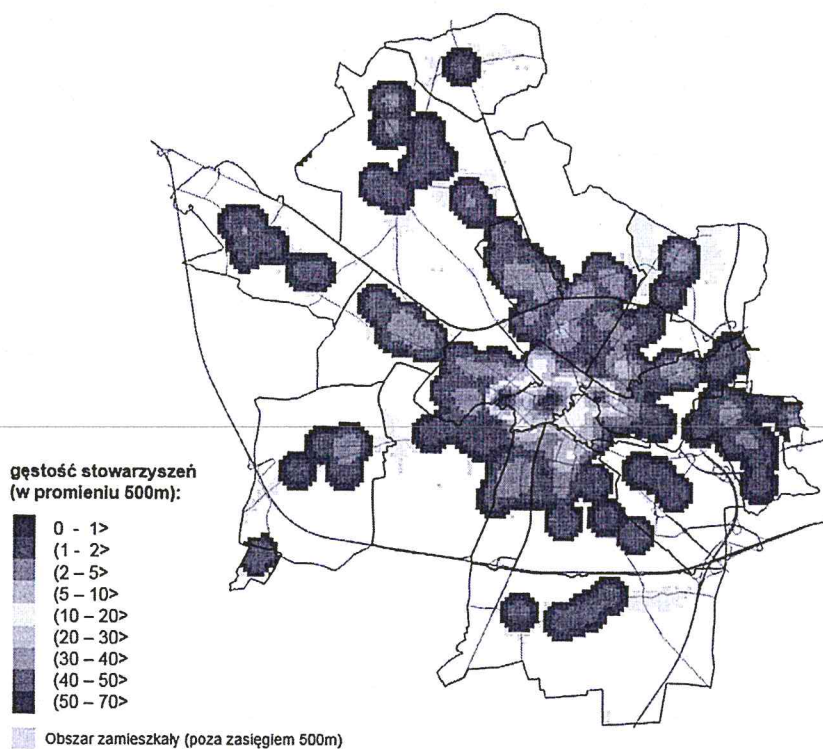 gęstość stowarzyszeń
(w promieniu 500m):
0 - 1>
(1 - 2>
(2 – 5>
(5 – 10>
(10 – 20>
(20 – 30>
(30 – 40>
(40 – 50>
(50 – 70>
Obszar zamieszkały (poza zasięgiem 500m)